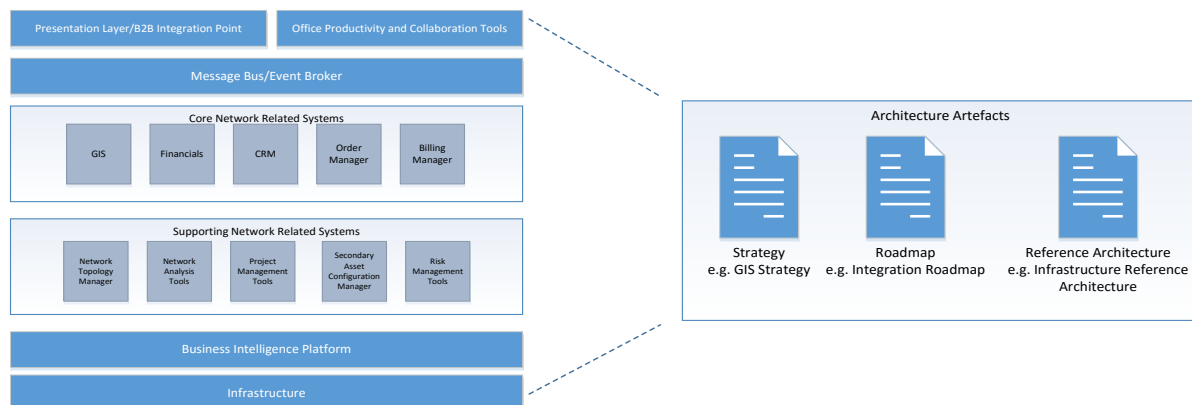 Presentation Layer/B2B Integration Point
Office Productivity and Collaboration Tools
Message Bus/Event Broker
Core Network Related Systems
GIS
Financials
CRM
Order
Manager
Billing
Manager
Supporting Network Related Systems
Network
Topology
Manager
Network
Analysis
Tools
Project
Management
Tools
Secondary
Asset
Configuration
Manager
Risk
Management
Tools
Business Intelligence Platform
Infrastructure
Architecture Artefacts
Strategy
e.g. GIS Strategy
Roadmap
e.g. Integration Roadmap
Reference Architecture
e.g. Infrastructure Reference
Architecture